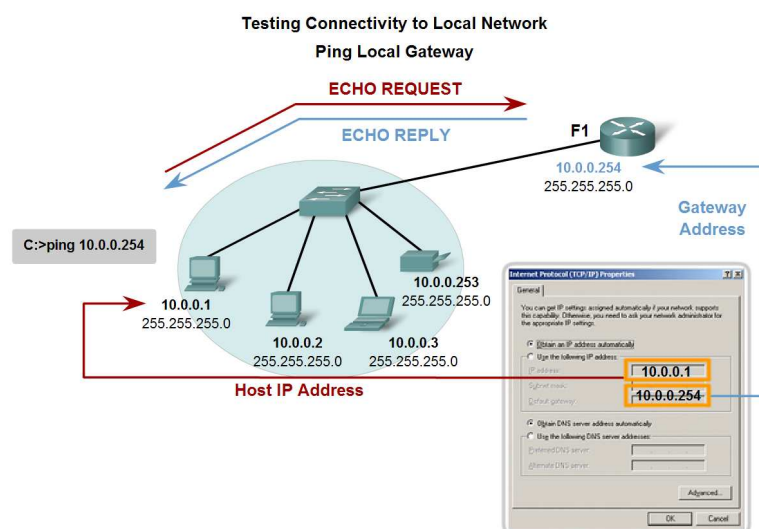 Testing Connectivity to Local Network
Ping Local Gateway
ECHO REQUEST
ECHO REPLY
F1
10.0.0.254
255.255.255.0
Gateway
Address
C:>ping 10.0.0.254
10.0.0.253
255.255.255.0
10.0.0.1
255.255.255.0
10.0.0.2
255.255.255.0
10.0.0.3
255.255.255.0
Host IP Address
Internet Protocol (TCP/IP) Properties
General
You can get IP settings assigned automatically if your network supports
this capability. Otherwise, you need to ask your network administrator for
the appropriate IP settings.
Obtain an IP address automatically
Use the following IP address:
IP address:
10.0.0.1
Subnet mask:
Default gateway:
10.0.0.254
Obtain DNS server address automatically
Use the following DNS server addresses:
Preferred DNS server:
Alternate DNS server:
Advanced...
OK
Cancel